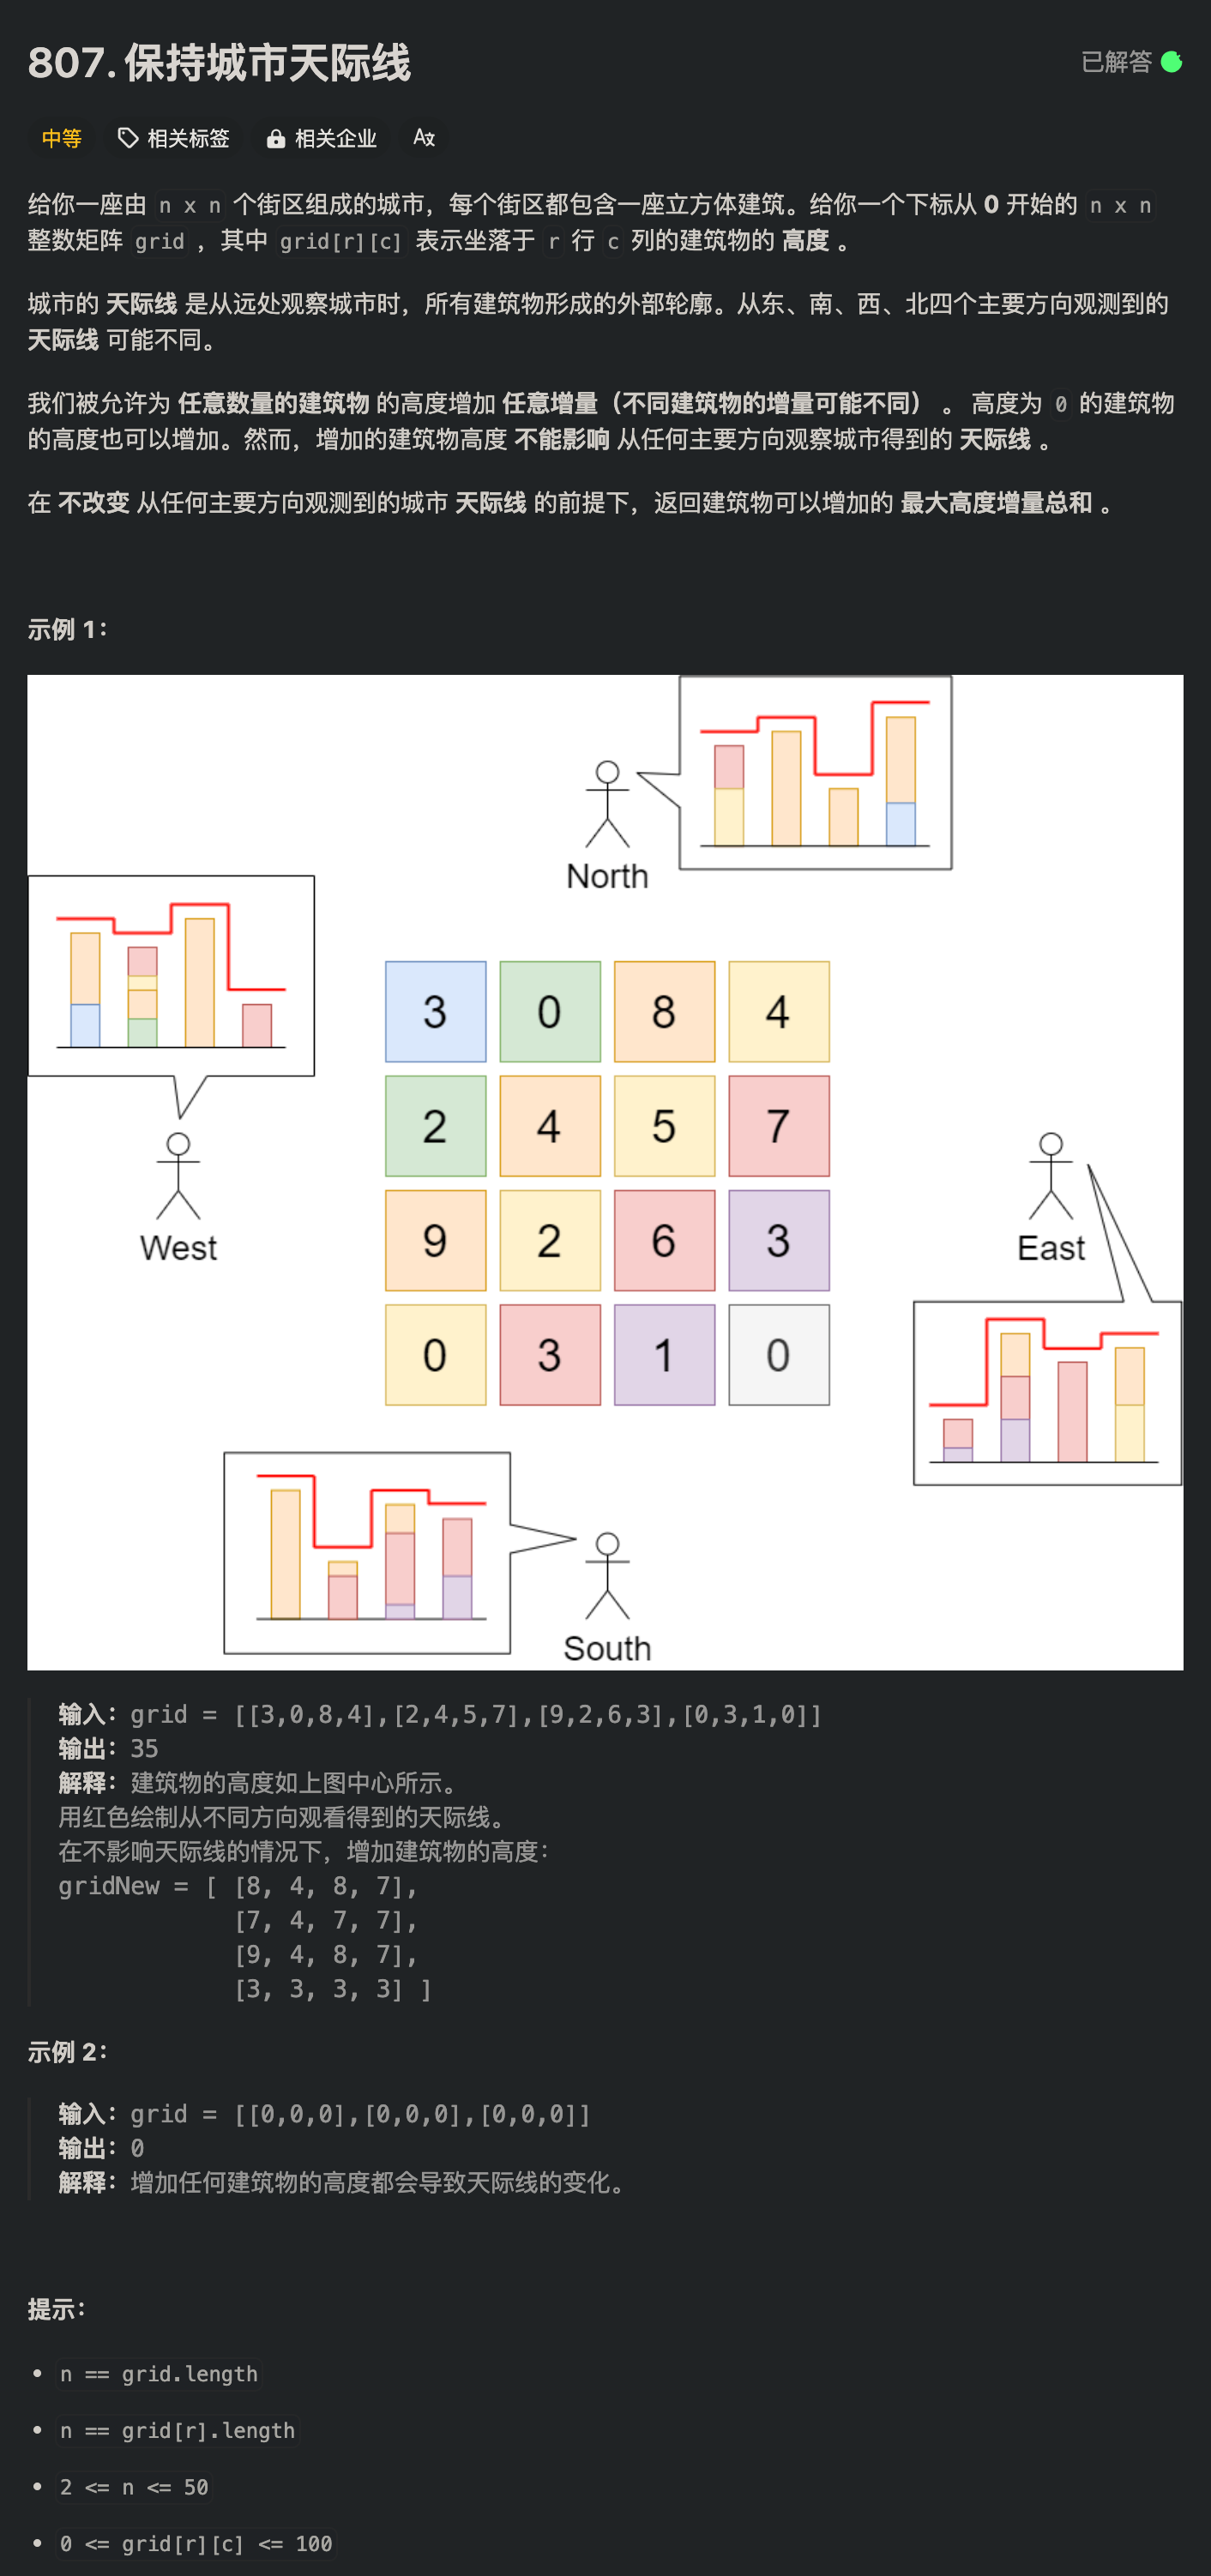 807. 保持城市天际线
已解答
中等
相关标签
相关企业
给你一座由 n x n 个街区组成的城市，每个街区都包含一座立方体建筑。给你一个下标从 0 开始的 n x n
整数矩阵 grid ，其中 grid[r][c] 表示坐落于 r 行 c 列的建筑物的 高度 。
城市的 天际线 是从远处观察城市时，所有建筑物形成的外部轮廓。从东、南、西、北四个主要方向观测到的
天际线 可能不同。
我们被允许为 任意数量的建筑物 的高度增加 任意增量（不同建筑物的增量可能不同） 。 高度为 0 的建筑物
的高度也可以增加。然而，增加的建筑物高度 不能影响 从任何主要方向观察城市得到的 天际线 。
在 不改变 从任何主要方向观测到的城市 天际线 的前提下，返回建筑物可以增加的 最大高度增量总和 。
示例 1：
North
3 0 8 4
2 4 5 7
West
East
9 2 6 3
0 3 1 0
South
输入：grid = [[3,0,8,4],[2,4,5,7],[9,2,6,3],[0,3,1,0]]
输出：35
解释：建筑物的高度如上图中心所示。
用红色绘制从不同方向观看得到的天际线。
在不影响天际线的情况下，增加建筑物的高度：
gridNew = [ [8, 4, 8, 7],
[7, 4, 7, 7],
[9, 4, 8, 7],
[3, 3, 3, 3] ]
示例 2：
输入：grid = [[0,0,0],[0,0,0],[0,0,0]]
输出：0
解释：增加任何建筑物的高度都会导致天际线的变化。
提示：
n == grid.length
n == grid[r].length
2 <= n <= 50
0 <= grid[r][c] <= 100